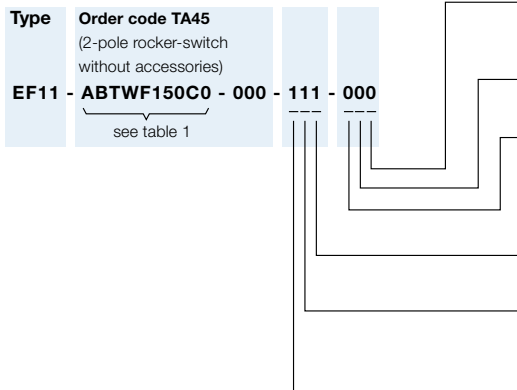 Type Order code TA45
(2-pole rocker-switch
without accessories)
EF11 - ABTWF150C0 - 000 - 111 - 000
see table 1